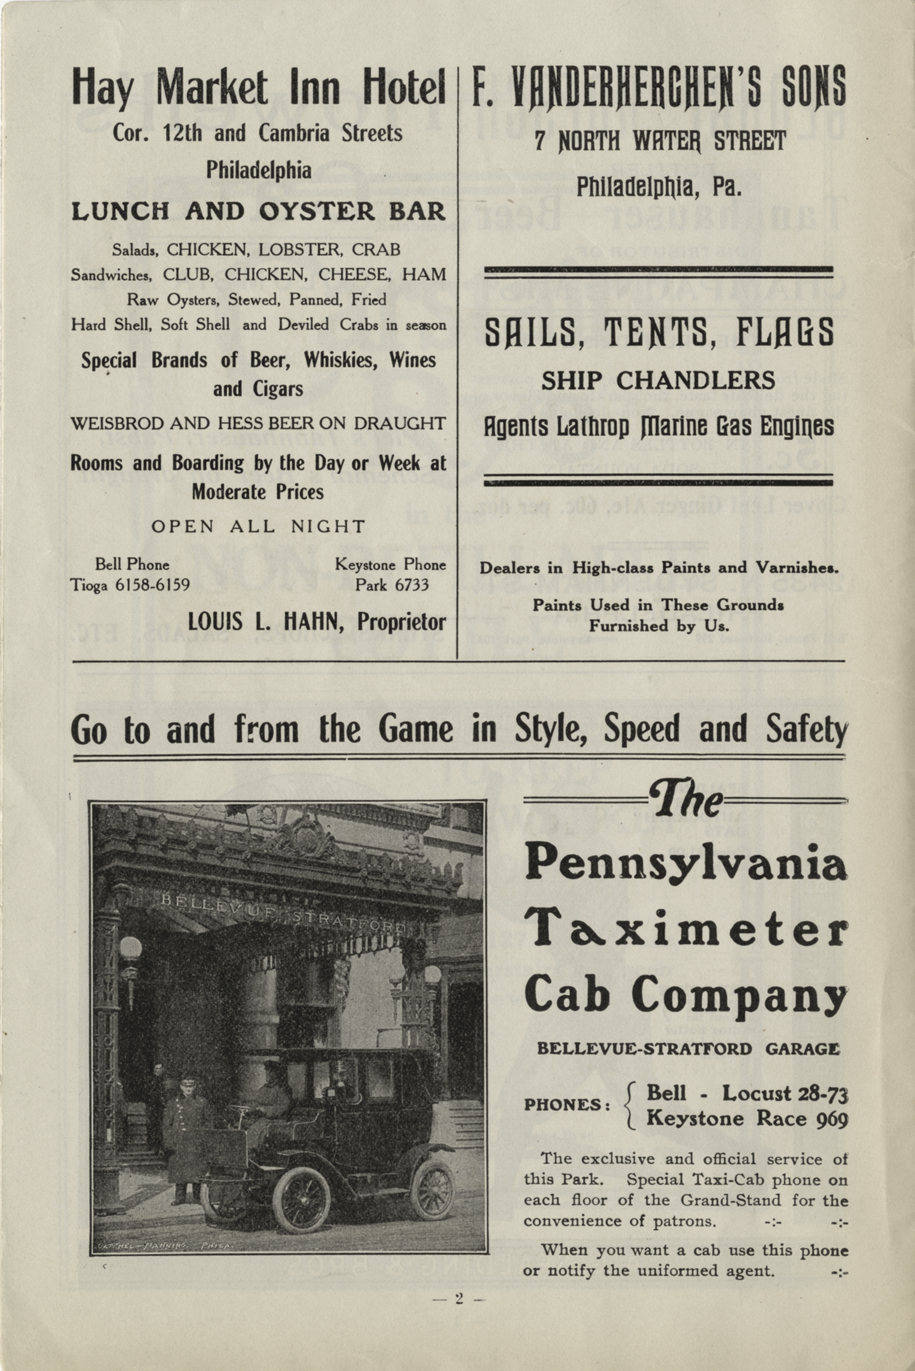 Hay Market Inn Hotel
Cor. 12th and Cambria Streets
Philadelphia
LUNCH AND OYSTER BAR
Salads, CHICKEN, LOBSTER, CRAB
Sandwiches, CLUB, CHICKEN, CHEESE, HAM
Raw Oysters, Stewed, Panned, Fried
Hard Shell, Soft Shell and Deviled Crabs in season
Special Brands of Beer, Whiskies, Wines
and Cigars
WEISBROD AND HESS BEER ON DRAUGHT
Rooms and Boarding by the Day or Week at
Moderate Prices
OPEN ALL NIGHT
Bell Phone Keystone Phone
Tioga 6158-6159 Park 6733
LOUIS L. HAHN, Proprietor
F. VANDERHERCHEN'S SONS
7 NORTH WATER STREET
Philadelphia, Pa.
SAILS, TENTS, FLAGS
SHIP CHANDLERS
Agents Lathrop Marine Gas Engines
Dealers in High-class Paints and Varnishes.
Paints Used in These Grounds
Furnished by Us.
Go to and from the Game in Style, Speed and Safety
BELLEVUE-STRATFORD
PHILA.
The
Pennsylvania
Taximeter
Cab Company
BELLEVUE-STRATFORD GARAGE
PHONES: { Bell - Locust 28-73
Keystone Race 969
The exclusive and official service of
this Park. Special Taxi-Cab phone on
each floor of the Grand-Stand for the
convenience of patrons. -:- -:-
When you want a cab use this phone
or notify the uniformed agent. -:-
— 2 —